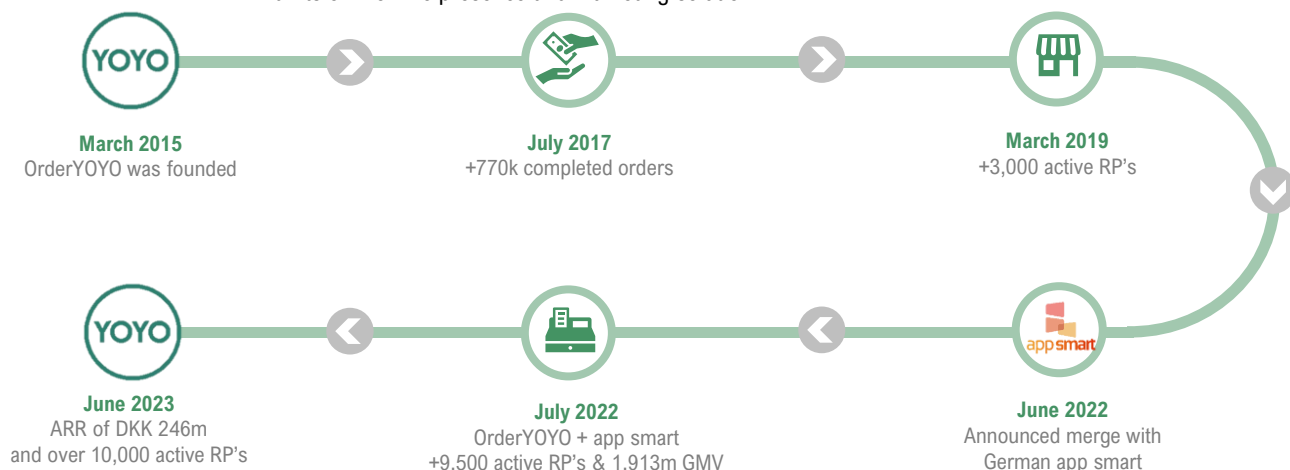 YOYO
March 2015
OrderYOYO was founded
July 2017
+770k completed orders
March 2019
+3,000 active RP's
app smart
June 2022
Announced merge with
German app smart
July 2022
OrderYOYO + app smart
+9.500 active RP's & 1.913m GMV
YOYO
June 2023
ARR of DKK 246m
and over 10,000 active RP's